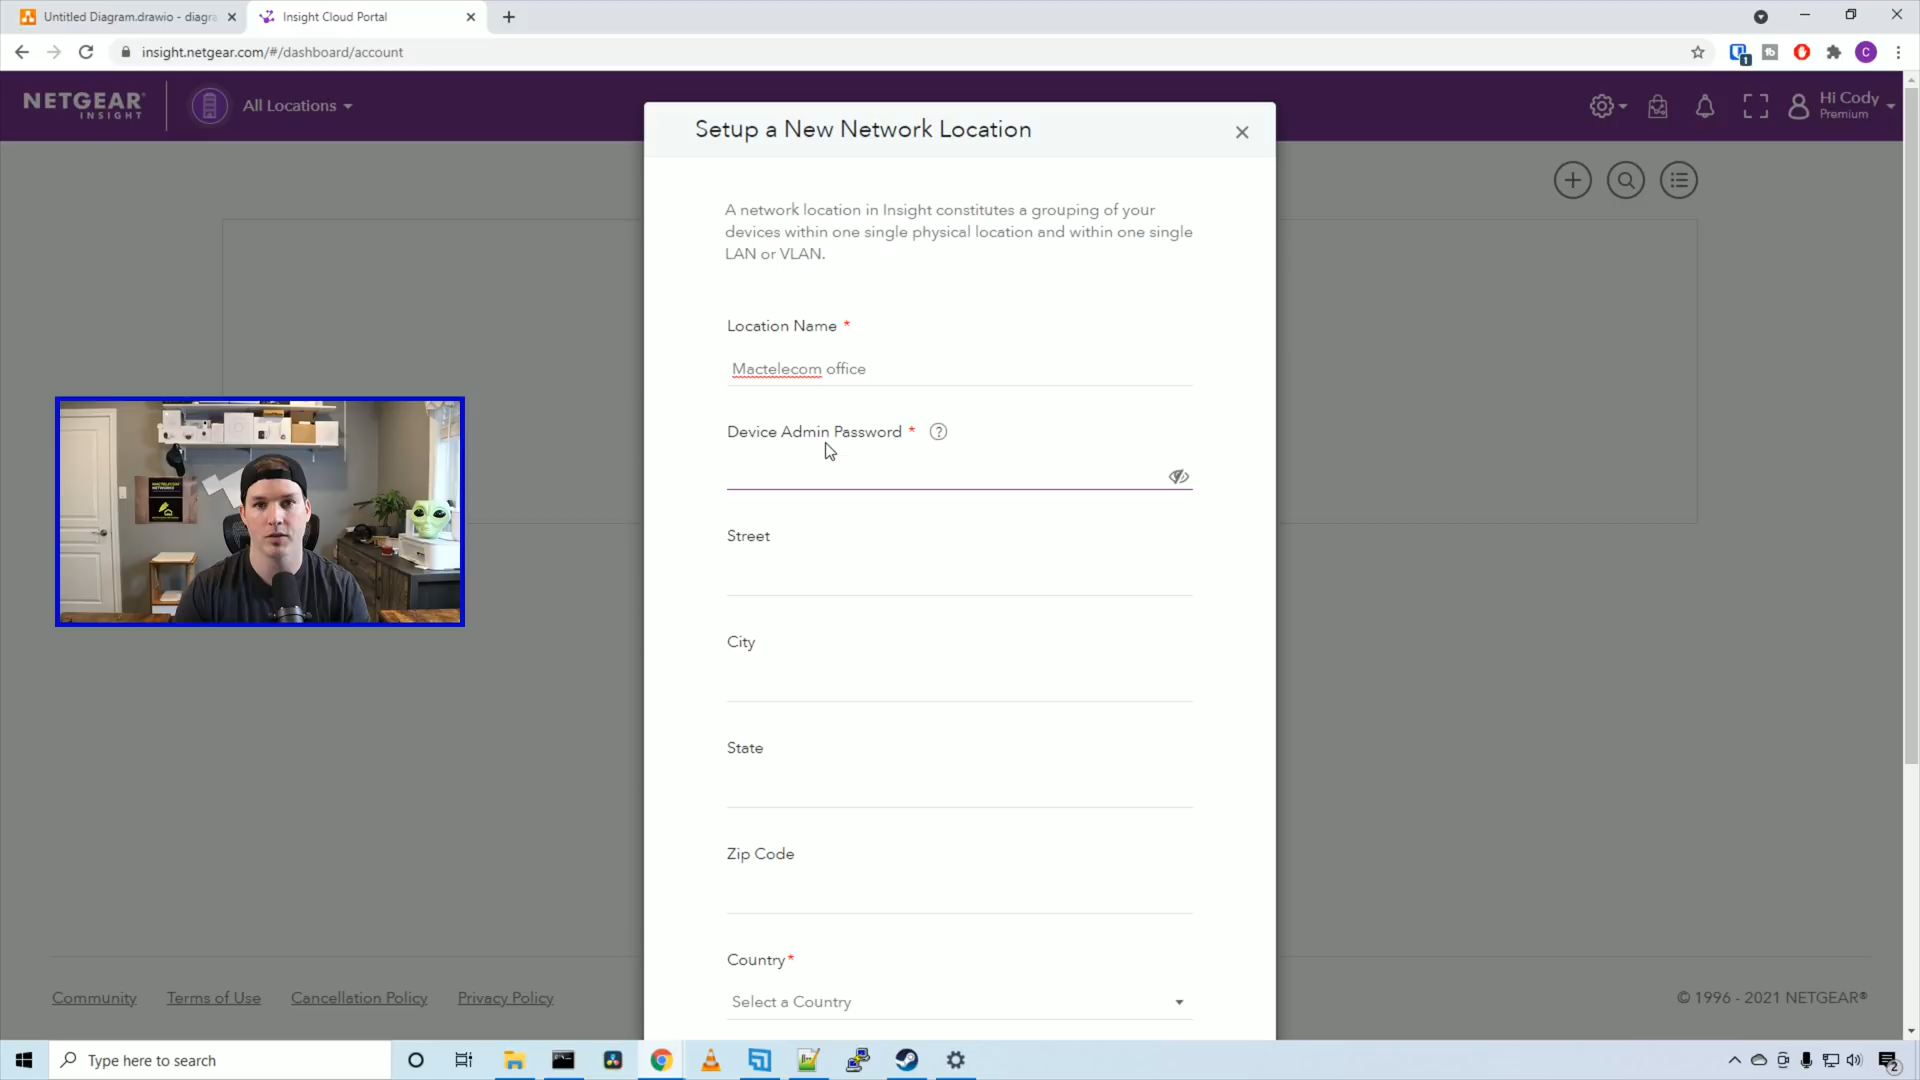 Untitled Diagram.drawio - diagra
Insight Cloud Portal
insight.netgear.com/#/dashboard/account
C
1
NETGEAR
INSIGHT
All Locations
Hi Cody
Premium
Setup a New Network Location
A network location in Insight constitutes a grouping of your
devices within one single physical location and within one single
LAN or VLAN.
Location Name *
Mactelecom office
Device Admin Password * ?
Street
City
State
Zip Code
Country*
Select a Country
Community Terms of Use Cancellation Policy Privacy Policy
© 1996 - 2021 NETGEAR®
Type here to search
2